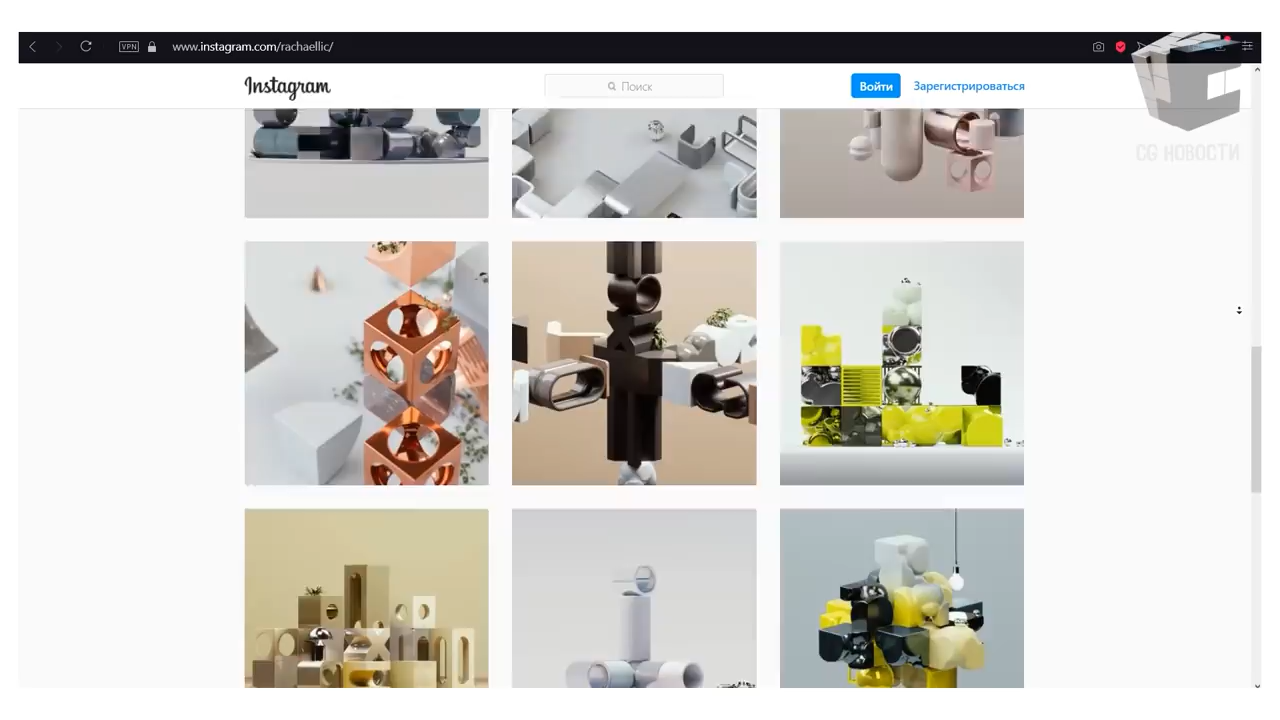 VPN
www.instagram.com/rachaellic/
Instagram
Поиск
Войти
Зарегистрироваться
CG НОВОСТИ